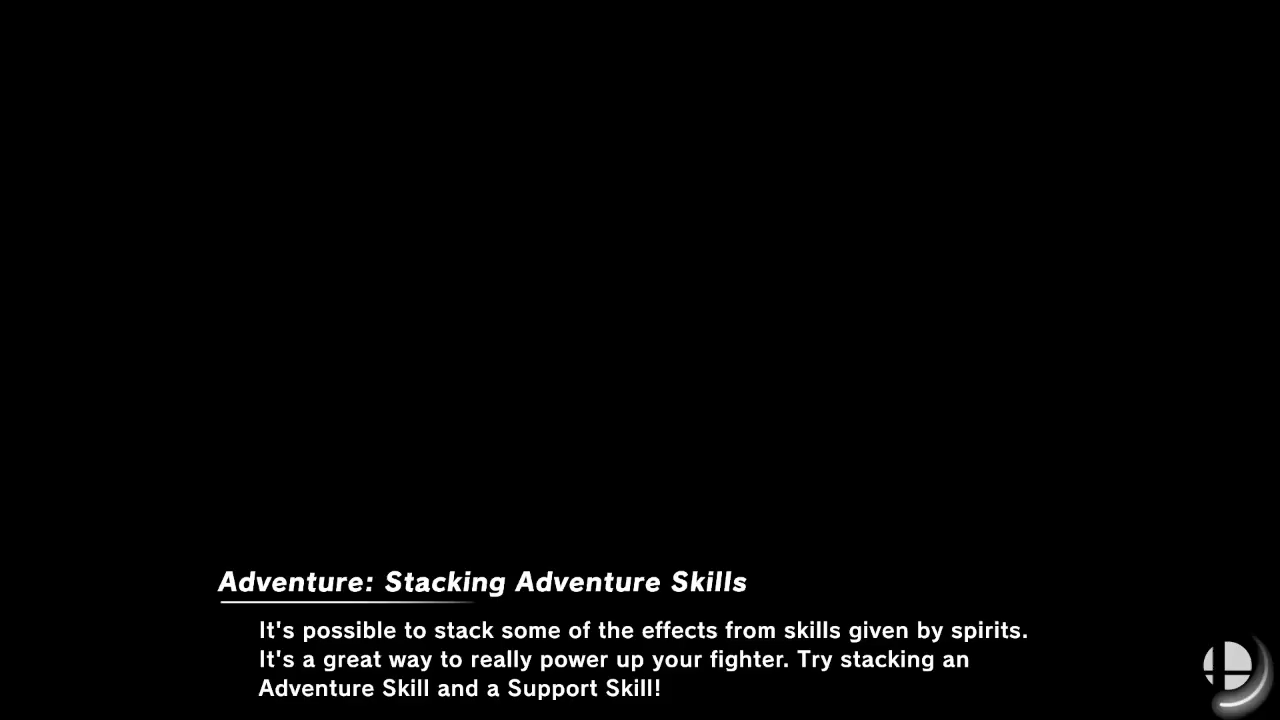 Adventure: Stacking Adventure Skills
It's possible to stack some of the effects from skills given by spirits.
It's a great way to really power up your fighter. Try stacking an
Adventure Skill and a Support Skill!